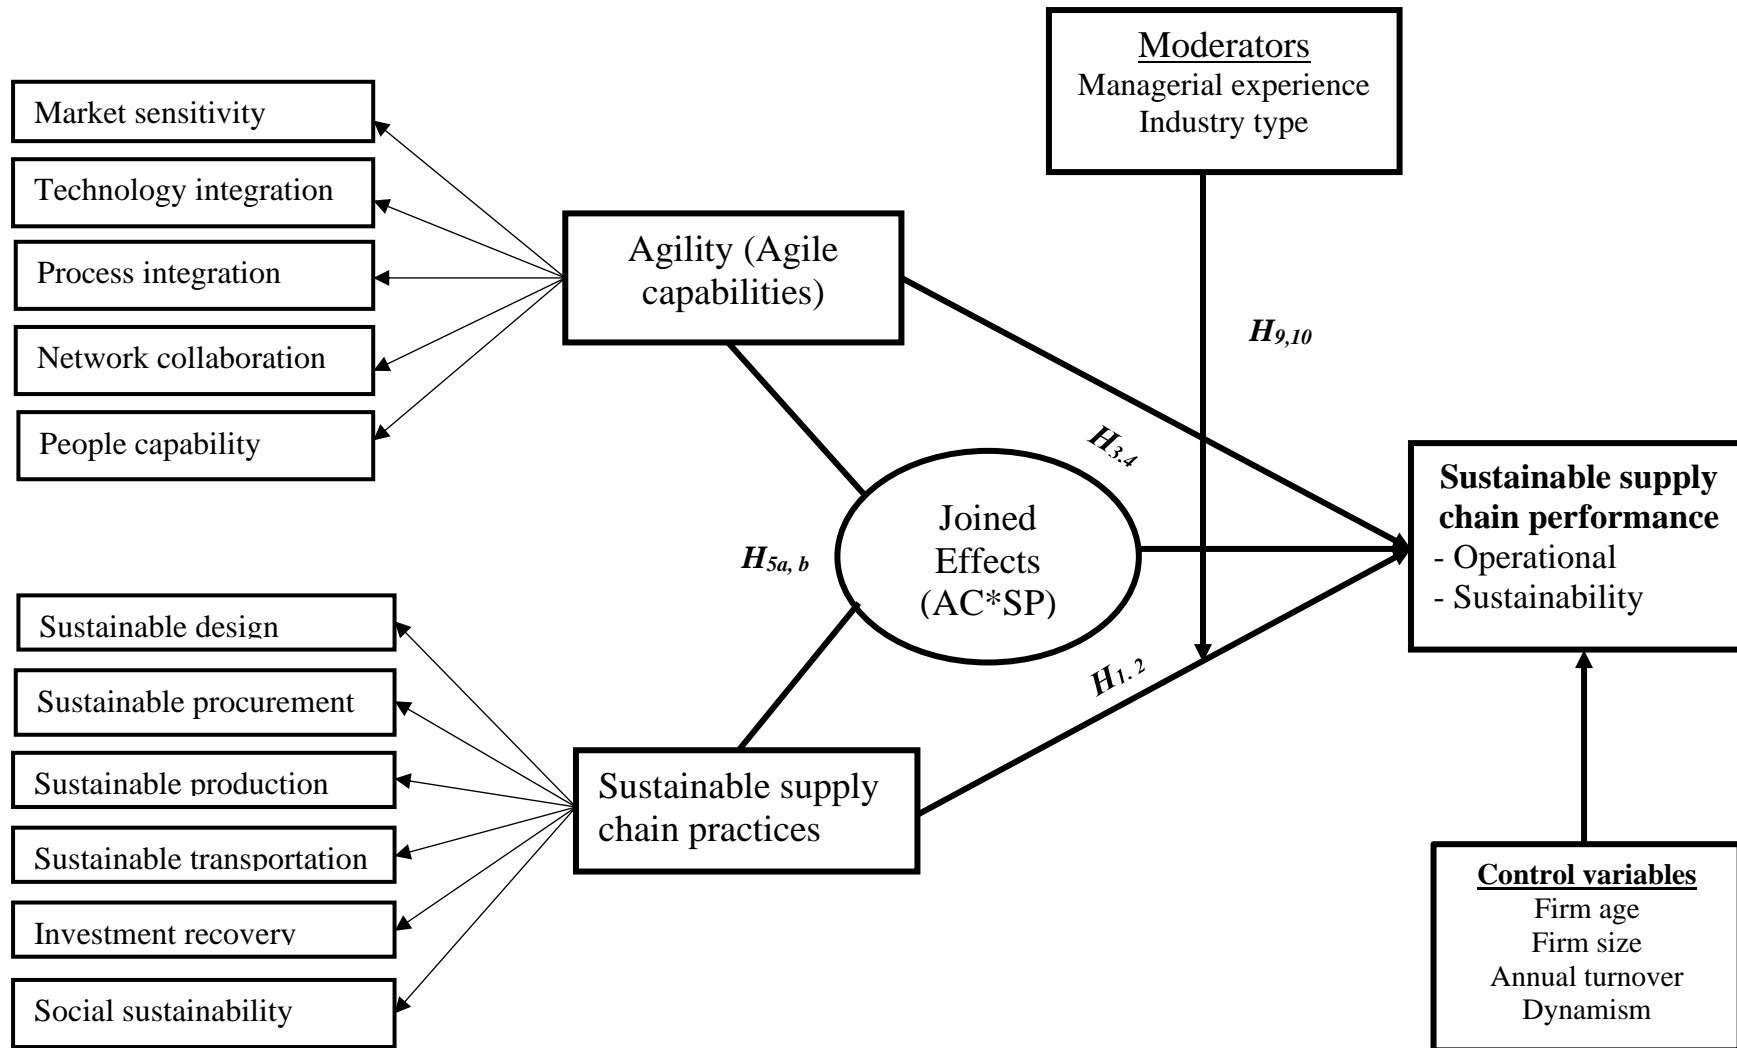 Moderators
Managerial experience
Industry type
Market sensitivity
Technology integration
Process integration
Network collaboration
People capability
Agility (Agile
capabilities)
H9,10
H3.4
Joined
Effects
(AC*SP)
H5a, b
H1. 2
Sustainable supply
chain performance
- Operational
- Sustainability
Sustainable design
Sustainable procurement
Sustainable production
Sustainable transportation
Investment recovery
Social sustainability
Sustainable supply
chain practices
Control variables
Firm age
Firm size
Annual turnover
Dynamism